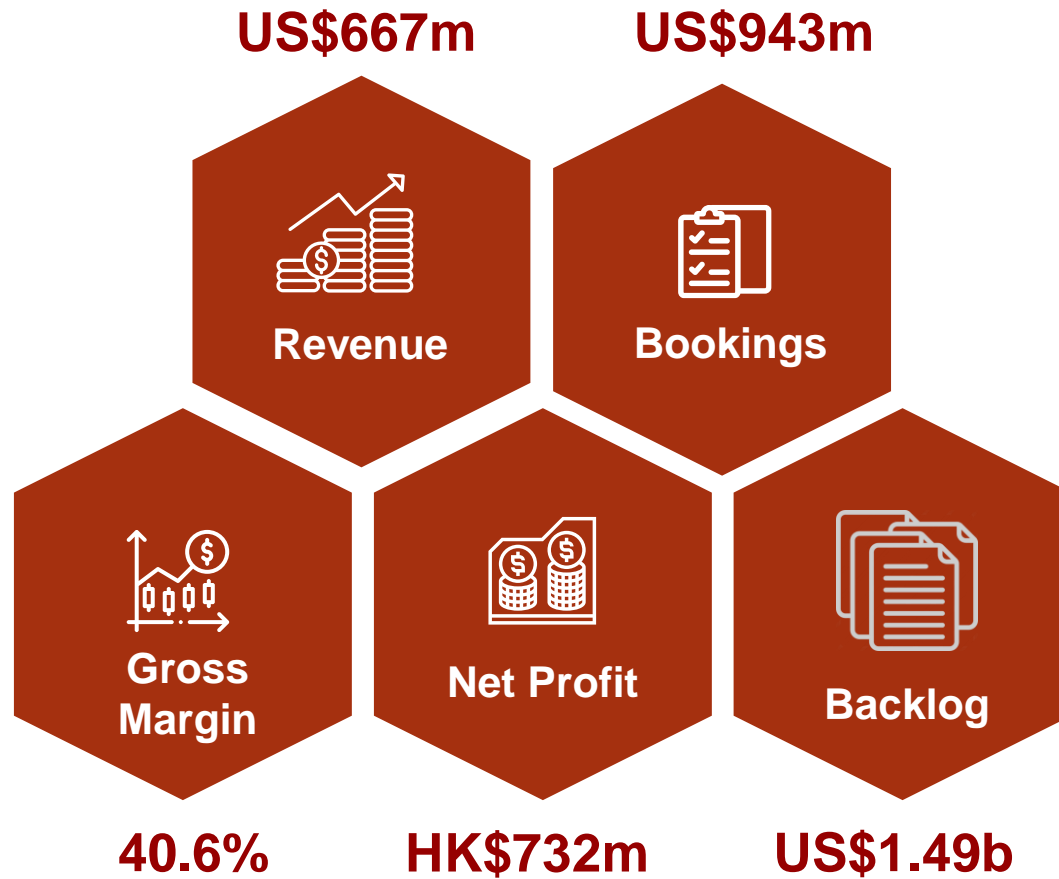 US$667m
US$943m
Revenue
Bookings
Gross
Margin
Net Profit
Backlog
40.6%
HK$732m
US$1.49b